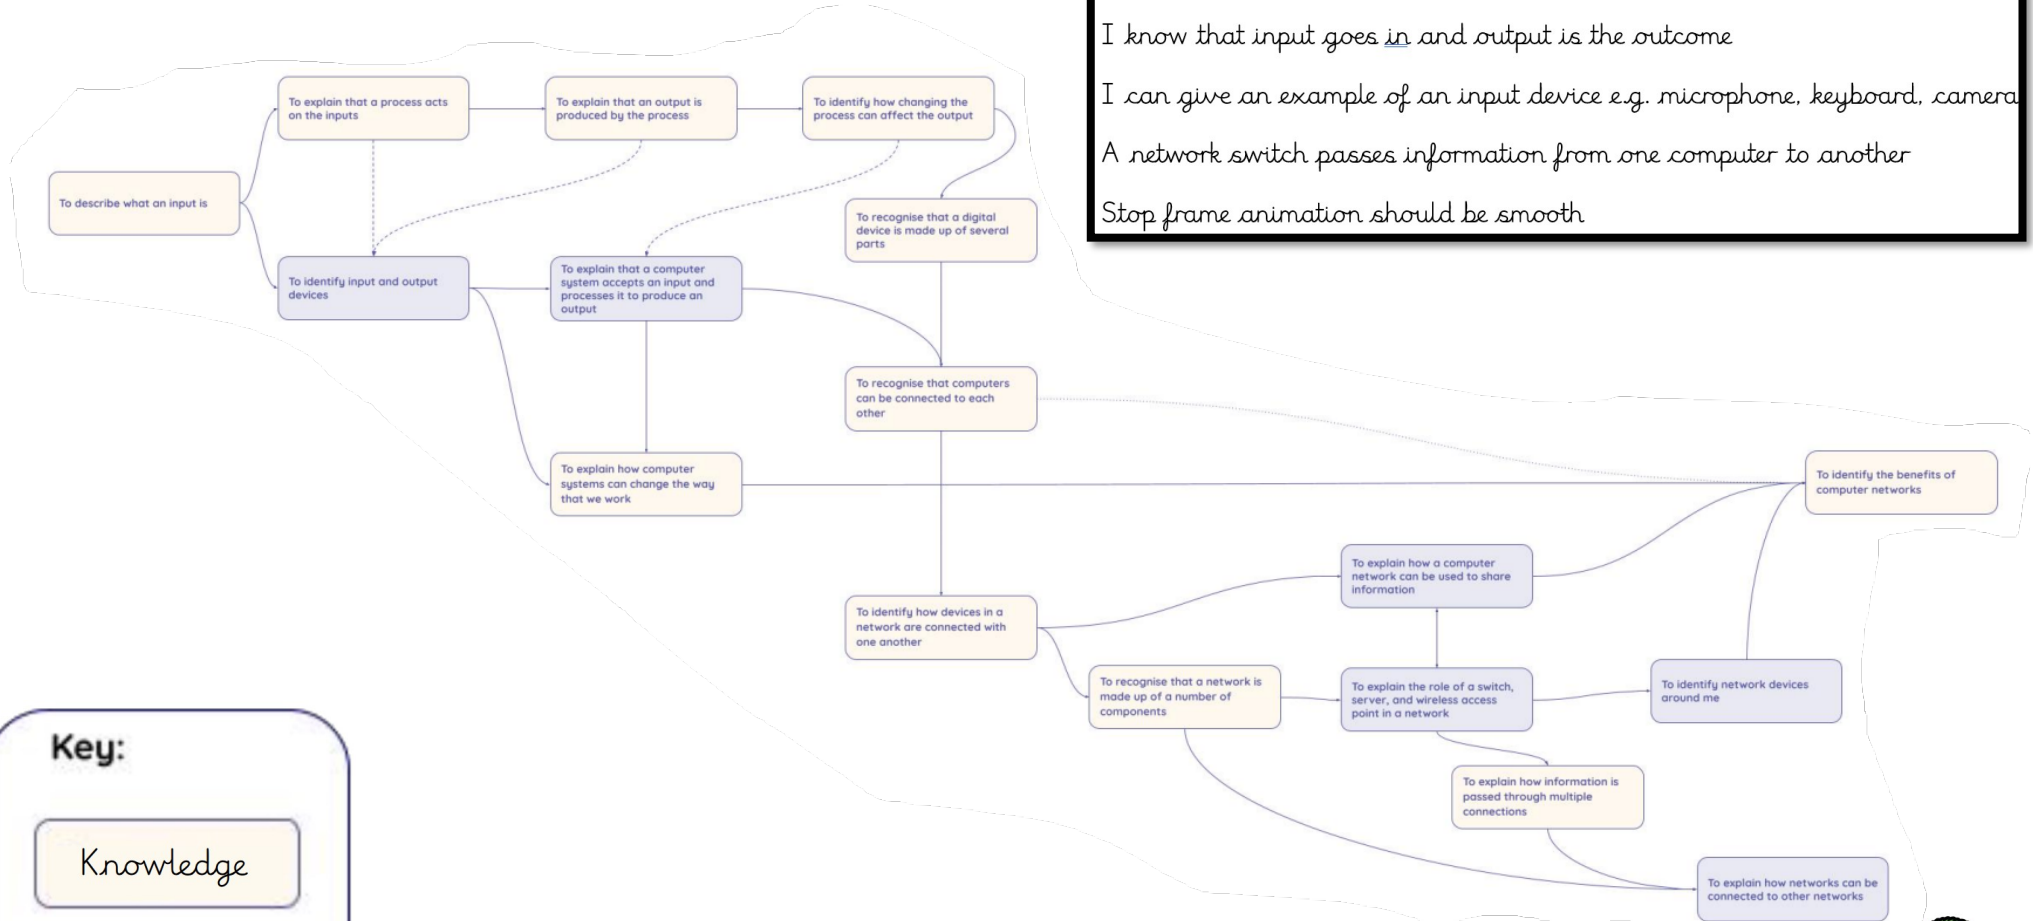 I know that input goes in and output is the outcome
I can give an example of an input device e.g. microphone, keyboard, camera
A network switch passes information from one computer to another
Stop frame animation should be smooth
To explain that a process acts
on the inputs
To explain that an output is
produced by the process
To identify how changing the
process can affect the output
To describe what an input is
To recognise that a digital
device is made up of several
parts
To identify input and output
devices
To explain that a computer
system accepts an input and
processes it to produce an
output
To recognise that computers
can be connected to each
other
To explain how computer
systems can change the way
that we work
To identify the benefits of
computer networks
To explain how a computer
network can be used to share
information
To identify how devices in a
network are connected with
one another
To recognise that a network is
made up of a number of
components
To explain the role of a switch,
server, and wireless access
point in a network
To identify network devices
around me
To explain how information is
passed through multiple
connections
To explain how networks can be
connected to other networks
Key:
Knowledge